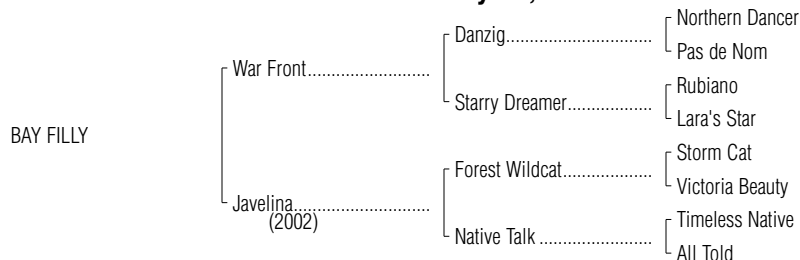 Northern Dancer
Danzig
Pas de Nom
War Front
Rubiano
Starry Dreamer
Lara's Star
BAY FILLY
Storm Cat
Forest Wildcat
Victoria Beauty
Javelina
(2002)
Timeless Native
Native Talk
All Told